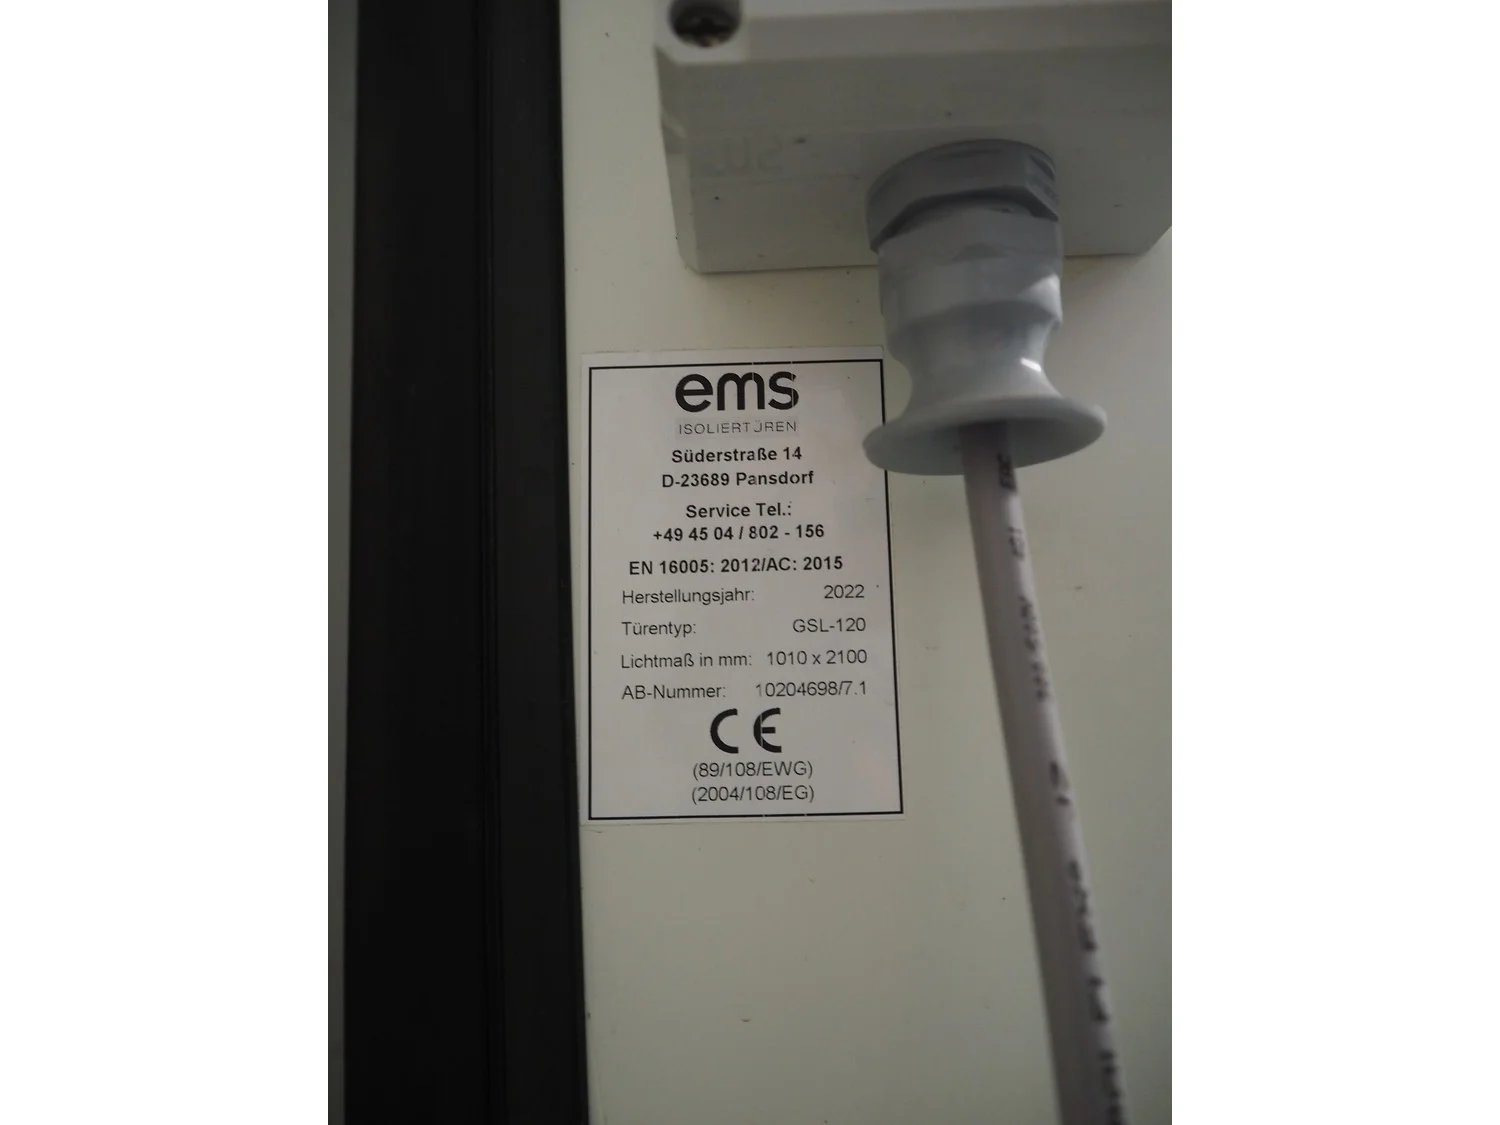 ems
ISOLIERTÜREN
Süderstraße 14
D-23689 Pansdorf
Service Tel.:
+49 45 04 / 802 - 156
EN 16005: 2012/AC: 2015
Herstellungsjahr: 2022
Türentyp: GSL-120
Lichtmaß in mm: 1010 x 2100
AB-Nummer: 10204698/7.1
CE
(89/108/EWG)
(2004/108/EG)